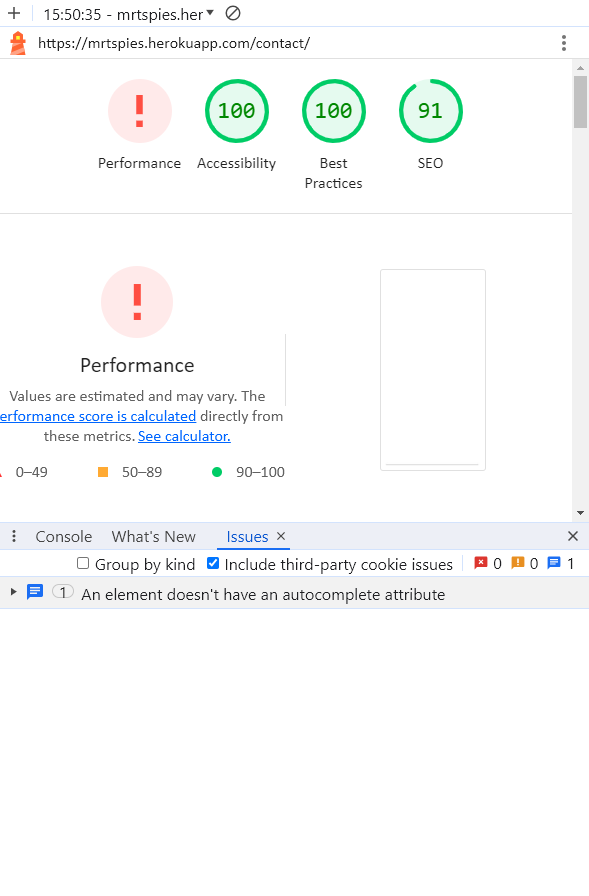 15:50:35 - mrtspies.her
https://mrtspies.herokuapp.com/contact/
!
100
100
91
Performance
Accessibility
Best
Practices
SEO
!
Performance
Values are estimated and may vary. The
erformance score is calculated directly from
these metrics. See calculator.
0–49
50–89
90–100
Console
What's New
Issues
Group by kind
Include third-party cookie issues
0
0
1
1 An element doesn't have an autocomplete attribute